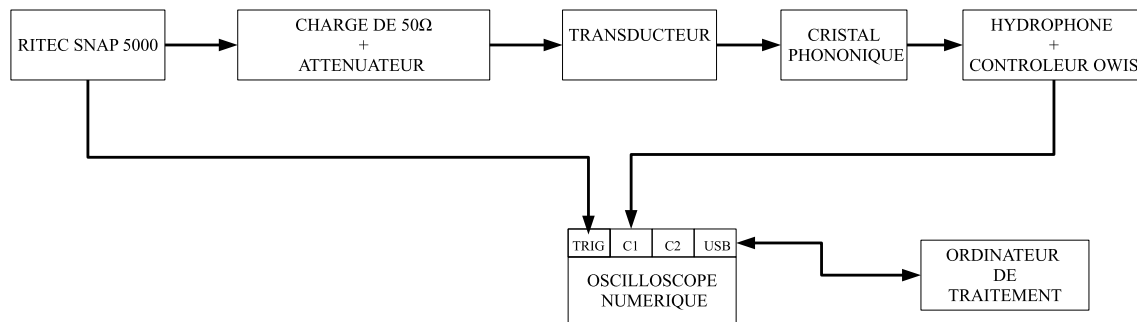 RITEC SNAP 5000
CHARGE DE 50Ω
+
ATTENUATEUR
TRANSDUCTEUR
CRISTAL
PHONONIQUE
HYDROPHONE
+
CONTROLEUR OWIS
TRIG
C1
C2
USB
OSCILLOSCOPE
NUMERIQUE
ORDINATEUR
DE
TRAITEMENT